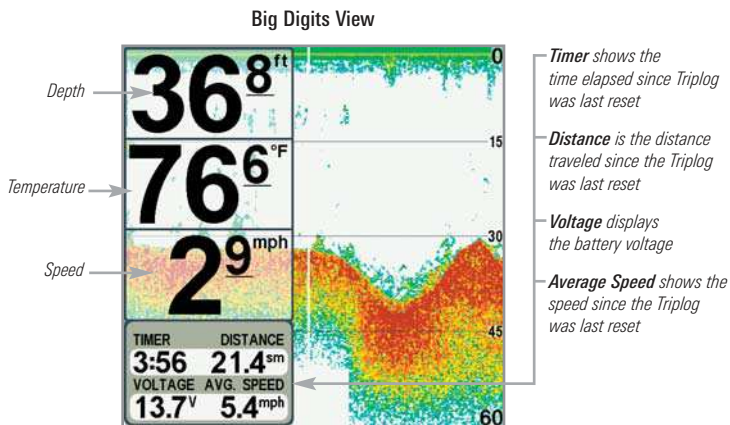 Big Digits View
Depth
36 8 ft
Temperature
76 6 °F
Speed
2 9 mph
TIMER DISTANCE
3:56 21.4 sm
VOLTAGE AVG. SPEED
13.7 V 5.4 mph
0
15
30
45
60
Timer shows the
time elapsed since Triplog
was last reset
Distance is the distance
traveled since the Triplog
was last reset
Voltage displays
the battery voltage
Average Speed shows the
speed since the Triplog
was last reset